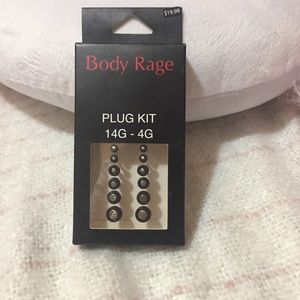 $19.99
Body Rage
PLUG KIT
14G - 4G